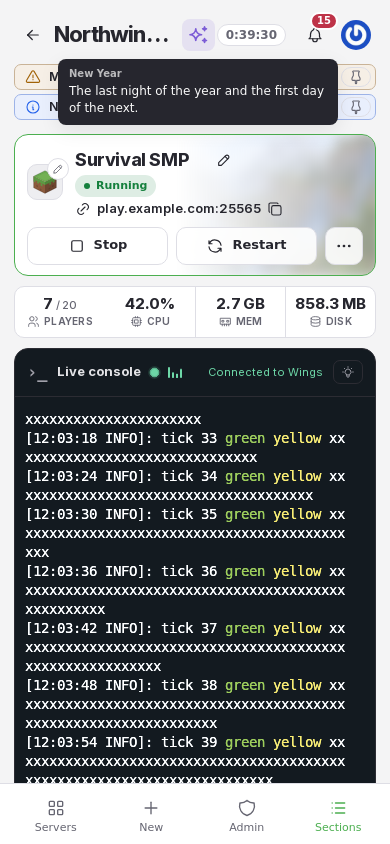 Northwin...
0:39:30
15
New Year
The last night of the year and the first day
of the next.
Survival SMP
Running
play.example.com:25565
Stop
Restart
7 / 20
PLAYERS
42.0%
CPU
2.7 GB
MEM
858.3 MB
DISK
Live console
Connected to Wings
xxxxxxxxxxxxxxxxxxxxxx
[12:03:18 INFO]: tick 33 green yellow xx
xxxxxxxxxxxxxxxxxxxxxxxxxxxxx
[12:03:24 INFO]: tick 34 green yellow xx
xxxxxxxxxxxxxxxxxxxxxxxxxxxxxxxxxxxx
[12:03:30 INFO]: tick 35 green yellow xx
xxxxxxxxxxxxxxxxxxxxxxxxxxxxxxxxxxxxxxxx
xxx
[12:03:36 INFO]: tick 36 green yellow xx
xxxxxxxxxxxxxxxxxxxxxxxxxxxxxxxxxxxxxxxx
xxxxxxxxxx
[12:03:42 INFO]: tick 37 green yellow xx
xxxxxxxxxxxxxxxxxxxxxxxxxxxxxxxxxxxxxxxx
xxxxxxxxxxxxxxxxx
[12:03:48 INFO]: tick 38 green yellow xx
xxxxxxxxxxxxxxxxxxxxxxxxxxxxxxxxxxxxxxxx
xxxxxxxxxxxxxxxxxxxxxxxx
[12:03:54 INFO]: tick 39 green yellow xx
xxxxxxxxxxxxxxxxxxxxxxxxxxxxxxxxxxxxxxxx
xxxxxxxxxxxxxxxxxxxxxxxxxxxxxxx
Servers
New
Admin
Sections